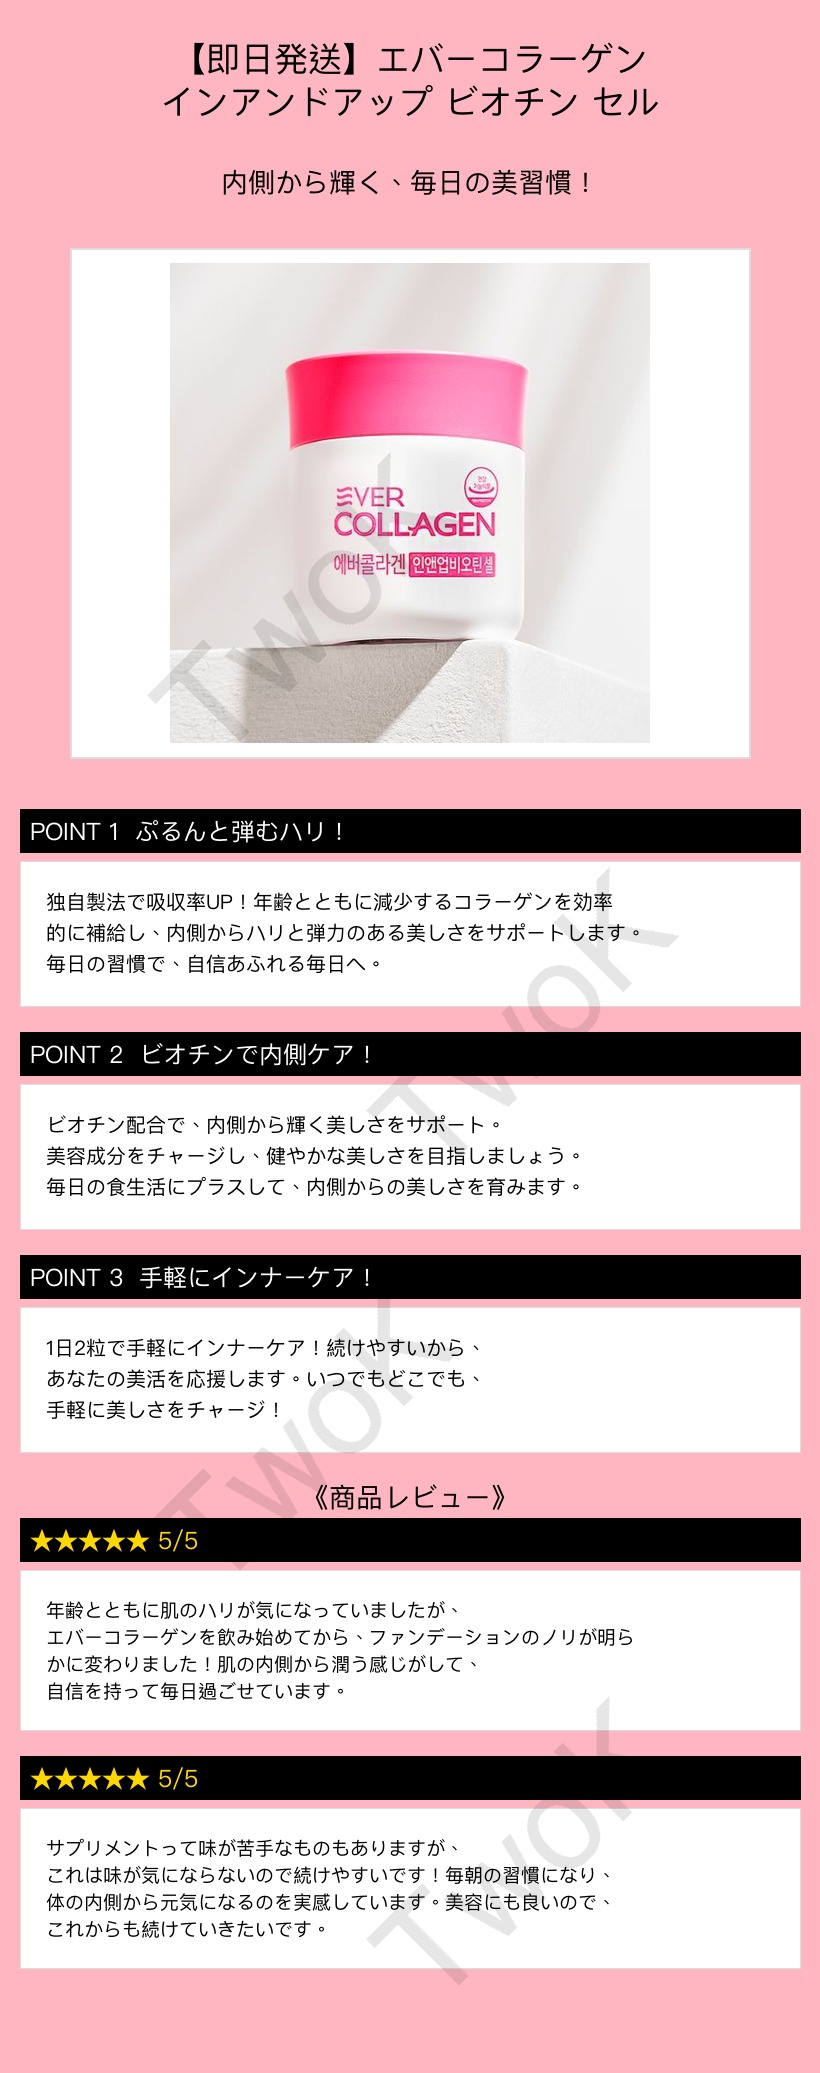 【即日発送】エバーコラーゲン
インアンドアップ ビオチン セル
内側から輝く、毎日の美習慣！
건강
기능식품
EVER
COLLAGEN
에버콜라겐 인앤업비오틴셀
TwoK
POINT 1 ぷるんと弾むハリ！
独自製法で吸収率UP！年齢とともに減少するコラーゲンを効率
的に補給し、内側からハリと弾力のある美しさをサポートします。
毎日の習慣で、自信あふれる毎日へ。
TwoK
POINT 2 ビオチンで内側ケア！
ビオチン配合で、内側から輝く美しさをサポート。
美容成分をチャージし、健やかな美しさを目指しましょう。
毎日の食生活にプラスして、内側からの美しさを育みます。
POINT 3 手軽にインナーケア！
1日2粒で手軽にインナーケア！続けやすいから、
あなたの美活を応援します。いつでもどこでも、
手軽に美しさをチャージ！
TwoK
《商品レビュー》
★★★★★ 5/5
年齢とともに肌のハリが気になっていましたが、
エバーコラーゲンを飲み始めてから、ファンデーションのノリが明ら
かに変わりました！肌の内側から潤う感じがして、
自信を持って毎日過ごせています。
★★★★★ 5/5
サプリメントって味が苦手なものもありますが、
これは味が気にならないので続けやすいです！毎朝の習慣になり、
体の内側から元気になるのを実感しています。美容にも良いので、
これからも続けていきたいです。
TwoK